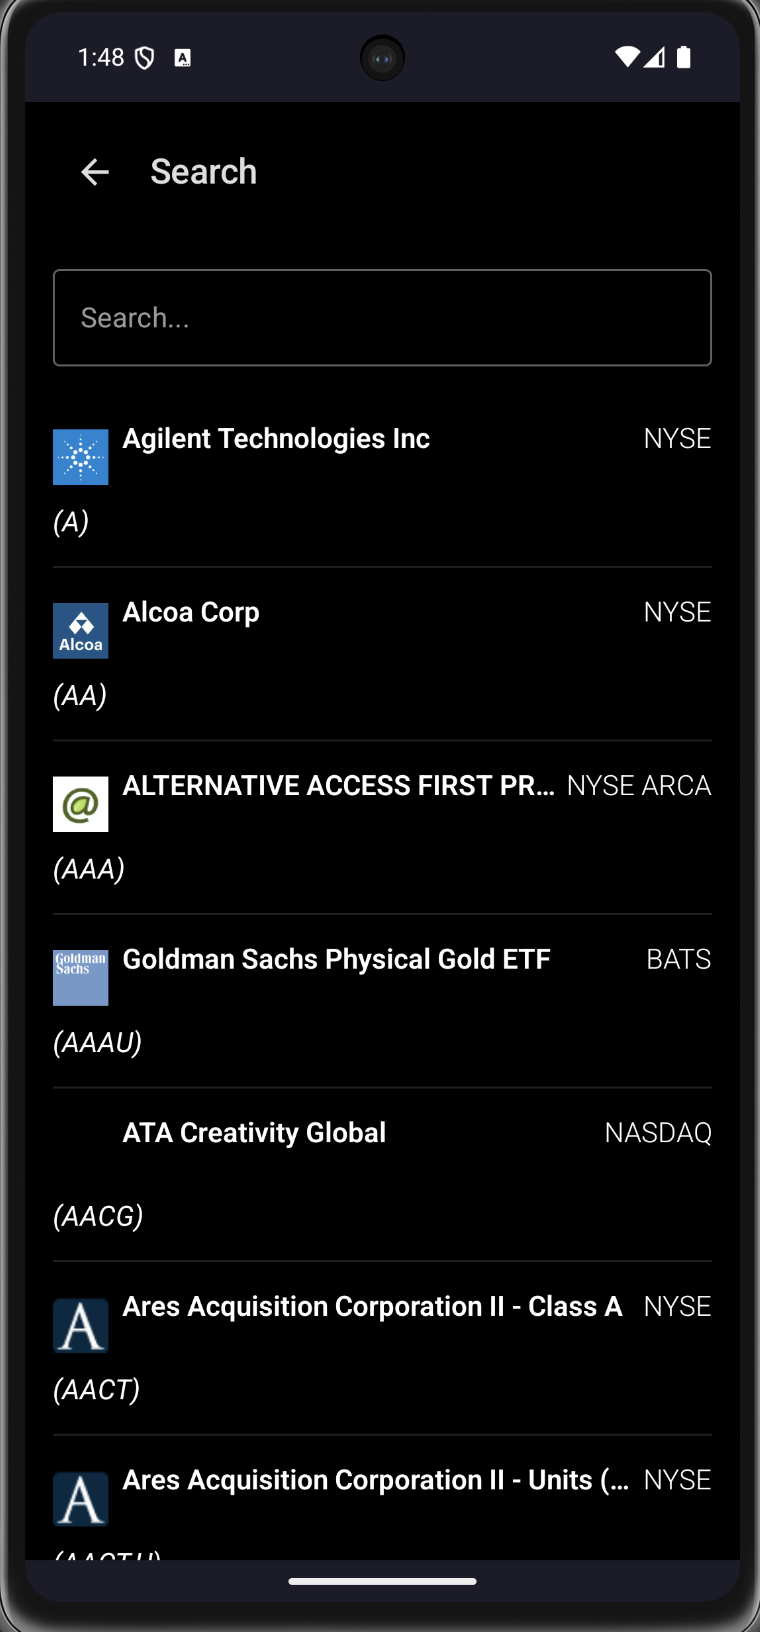 1:48
A
Search
Search...
Agilent Technologies Inc NYSE
(A)
Alcoa Corp NYSE
Alcoa
(AA)
ALTERNATIVE ACCESS FIRST PR... NYSE ARCA
@
(AAA)
Goldman Sachs Physical Gold ETF BATS
Goldman
Sachs
(AAAU)
ATA Creativity Global NASDAQ
(AACG)
Ares Acquisition Corporation II - Class A NYSE
A
(AACT)
Ares Acquisition Corporation II - Units (... NYSE
A